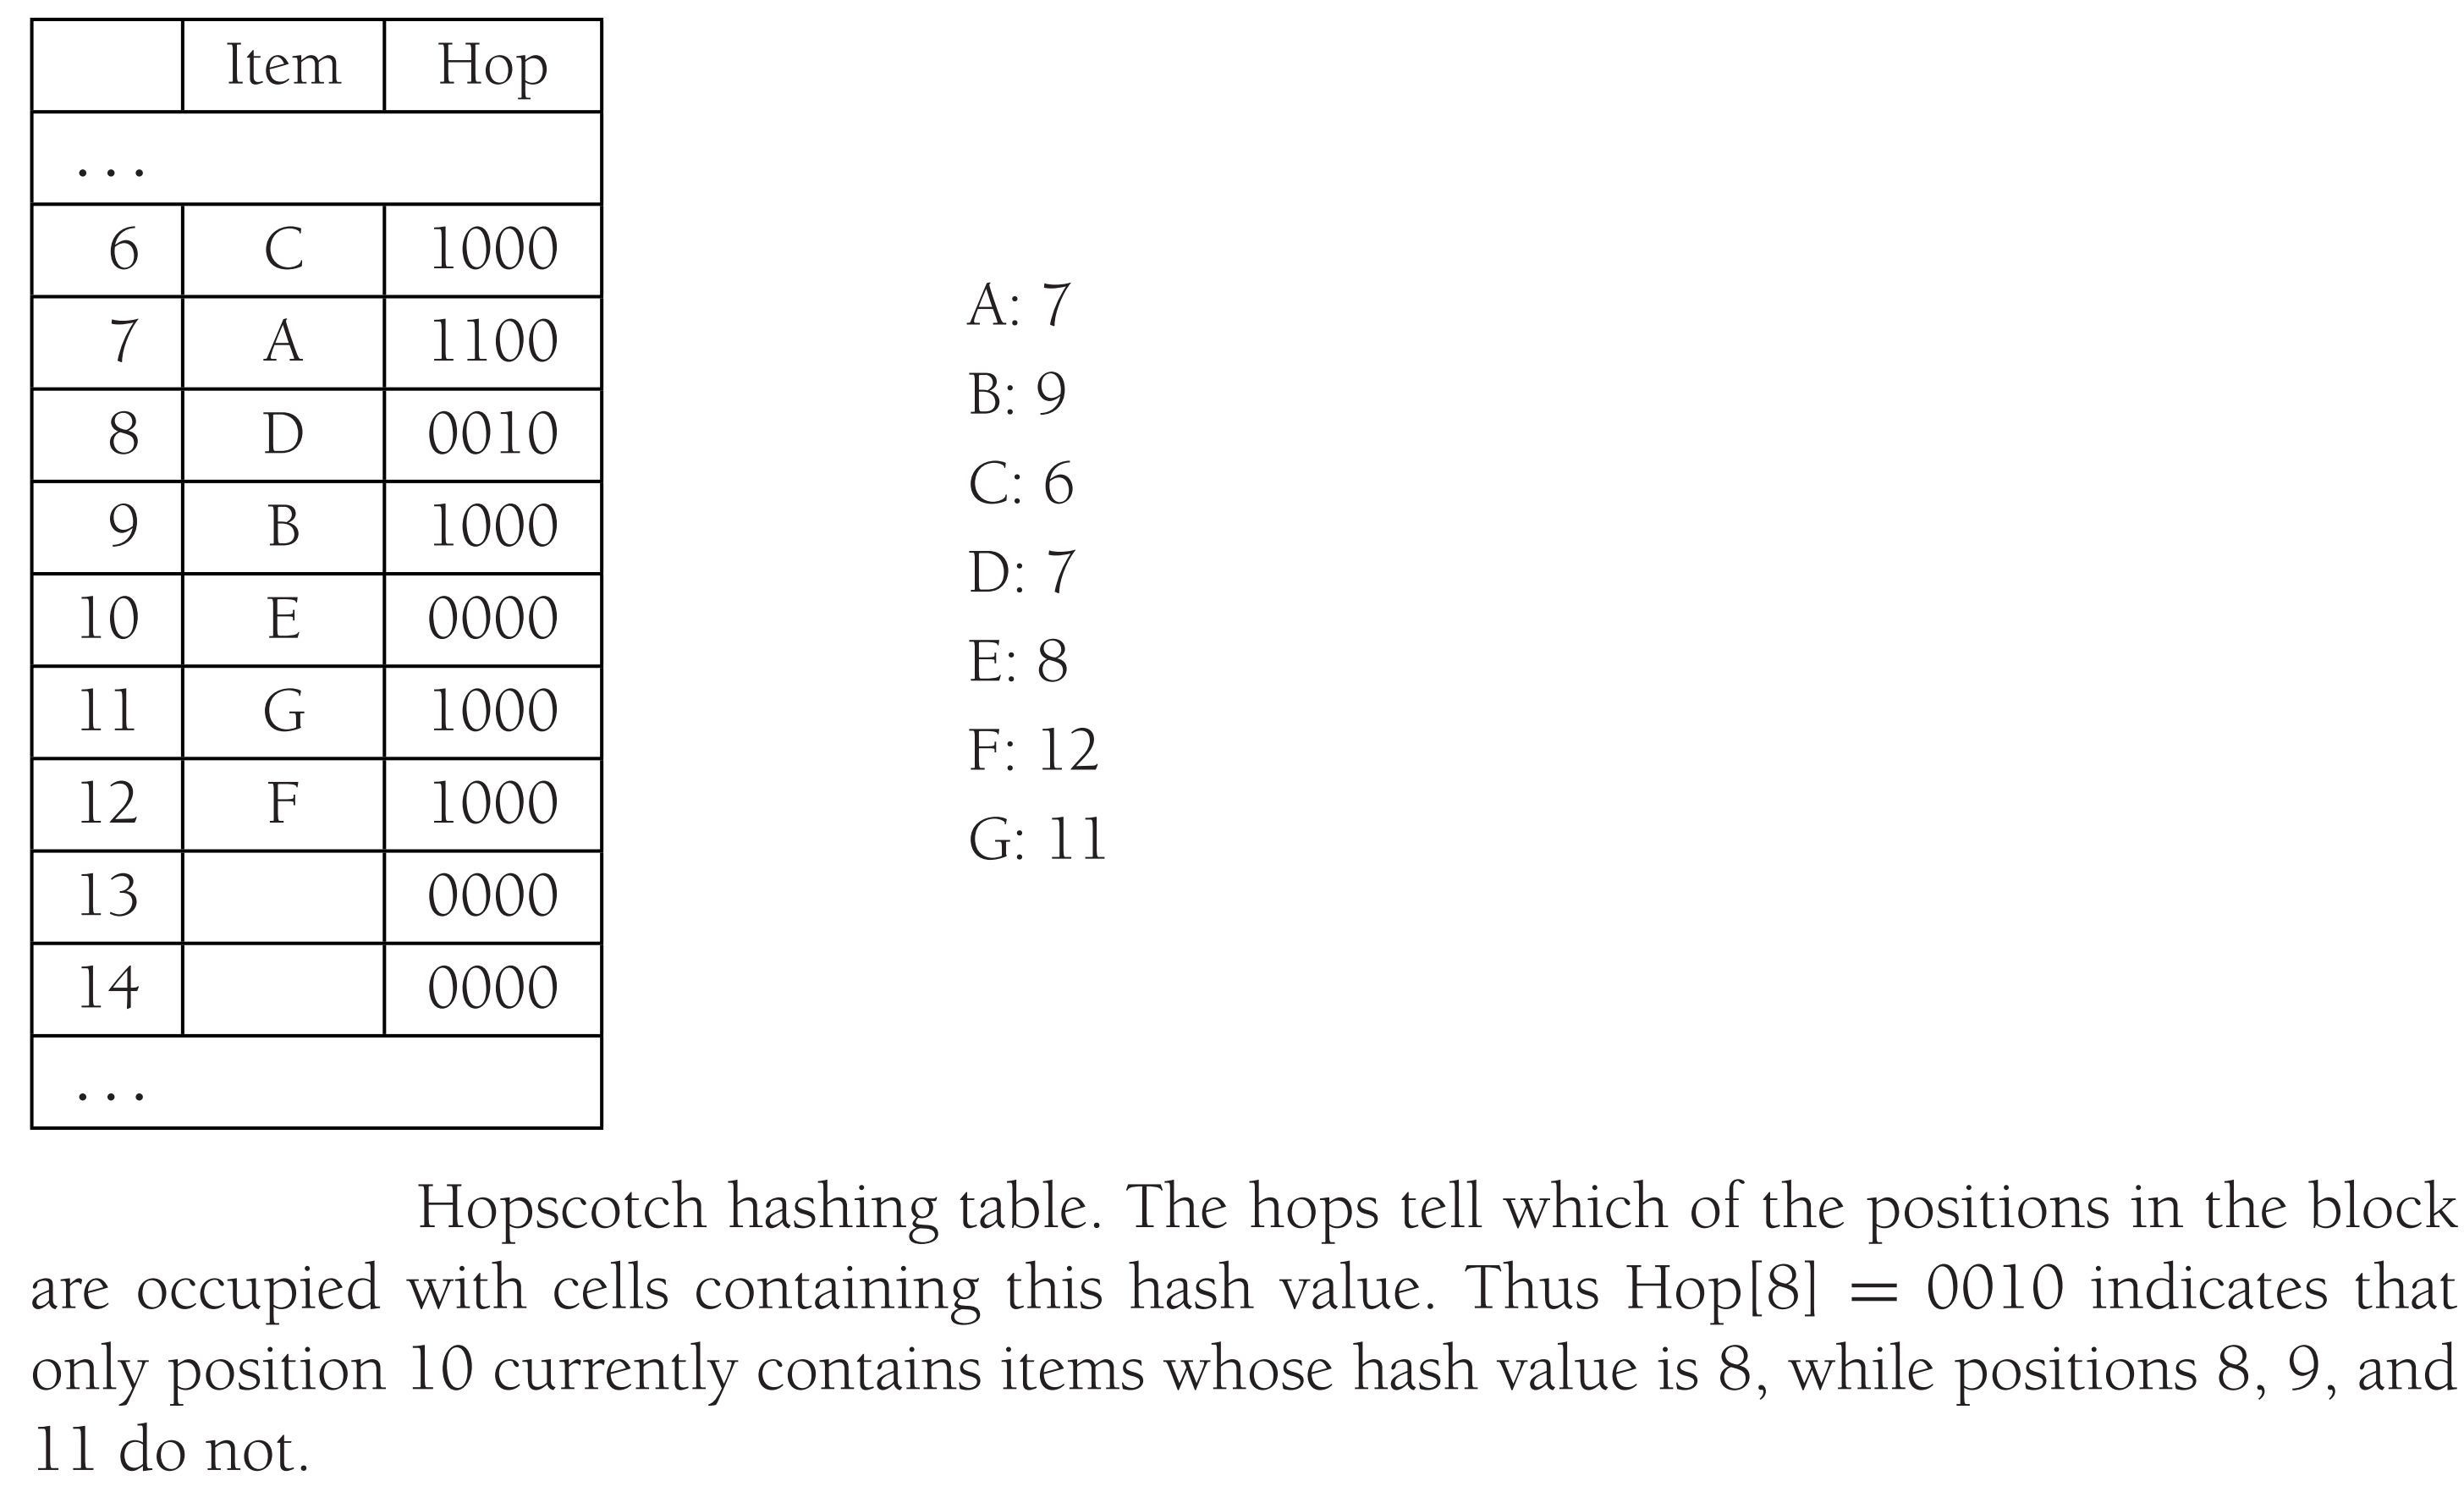 Item Hop
...
6 C 1000
7 A 1100
8 D 0010
9 B 1000
10 E 0000
11 G 1000
12 F 1000
13 0000
14 0000
...
A: 7
B: 9
C: 6
D: 7
E: 8
F: 12
G: 11
Hopscotch hashing table. The hops tell which of the positions in the block
are occupied with cells containing this hash value. Thus Hop[8] = 0010 indicates that
only position 10 currently contains items whose hash value is 8, while positions 8, 9, and
11 do not.